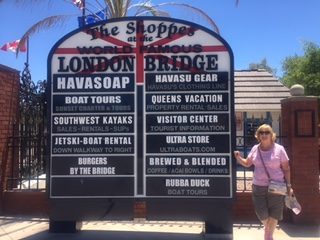 The Shoppes
at the
WORLD FAMOUS
LONDON BRIDGE
HAVASOAP
BOAT TOURS
SUNSET CHARTER & TOURS
SOUTHWEST KAYAKS
SALES - RENTALS - SUPS
JETSKI - BOAT RENTAL
DOWN WALKWAY TO RIGHT
BURGERS
BY THE BRIDGE
HAVASU GEAR
HAVASU'S CLOTHING LINE
QUEENS VACATION
PROPERTY RENTAL SALES
VISITOR CENTER
TOURIST INFORMATION
ULTRA STORE
ULTRABOATS.COM
BREWED & BLENDED
COFFEE / ACAI BOWLS / DRINKS
RUBBA DUCK
BOAT TOURS